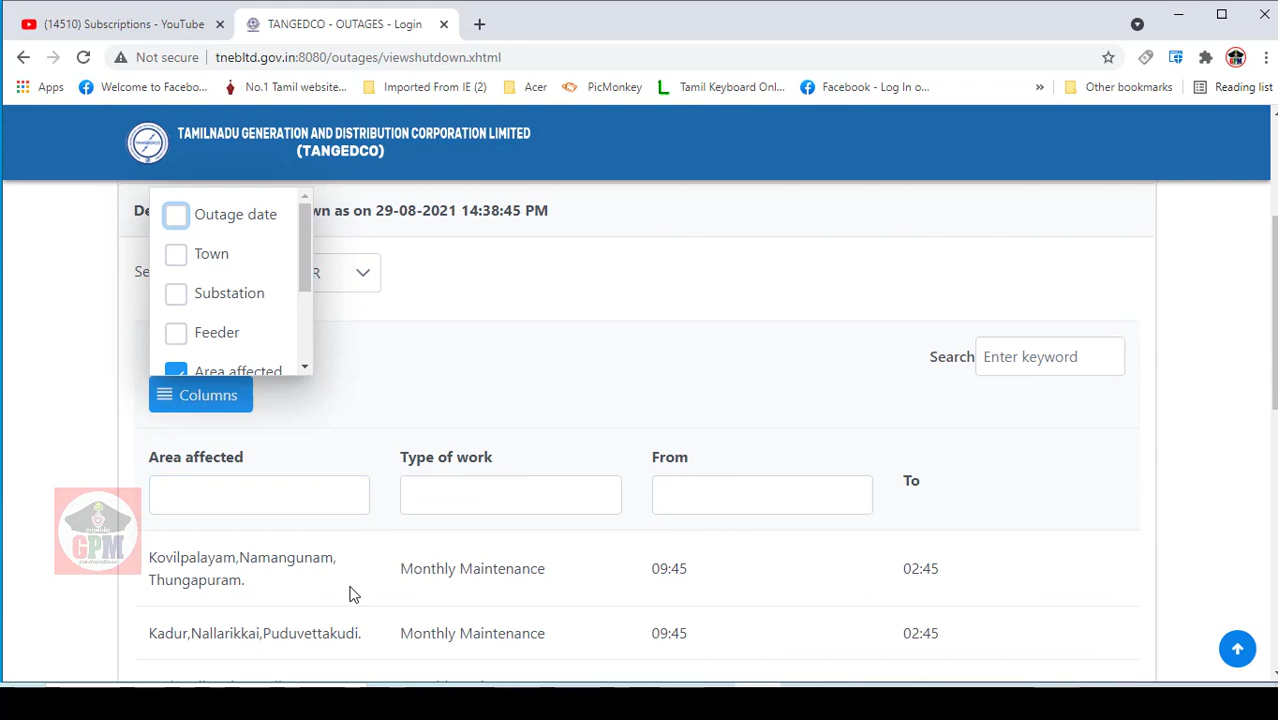 (14510) Subscriptions - YouTube
TANGEDCO - OUTAGES - Login
Not secure
tnebltd.gov.in:8080/outages/viewshutdown.xhtml
Apps
Welcome to Facebo...
No.1 Tamil website...
Imported From IE (2)
Acer
PicMonkey
Tamil Keyboard Onl...
Facebook - Log In o...
»
Other bookmarks
Reading list
TAMILNADU GENERATION AND DISTRIBUTION CORPORATION LIMITED
(TANGEDCO)
De
wn as on 29-08-2021 14:38:45 PM
Se
R
Outage date
Town
Substation
Feeder
Area affected
Columns
Search
Enter keyword
Area affected
Type of work
From
To
Kovilpalayam,Namangunam,
Thungapuram.
Monthly Maintenance
09:45
02:45
Kadur,Nallarikkai,Puduvettakudi.
Monthly Maintenance
09:45
02:45
GPM